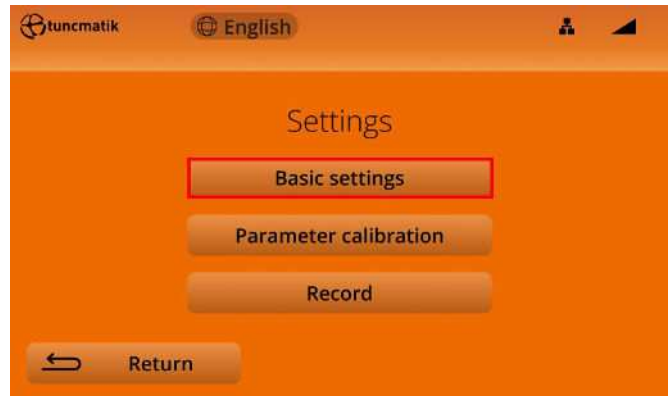 tuncmatik English
Settings
Basic settings
Parameter calibration
Record
Return